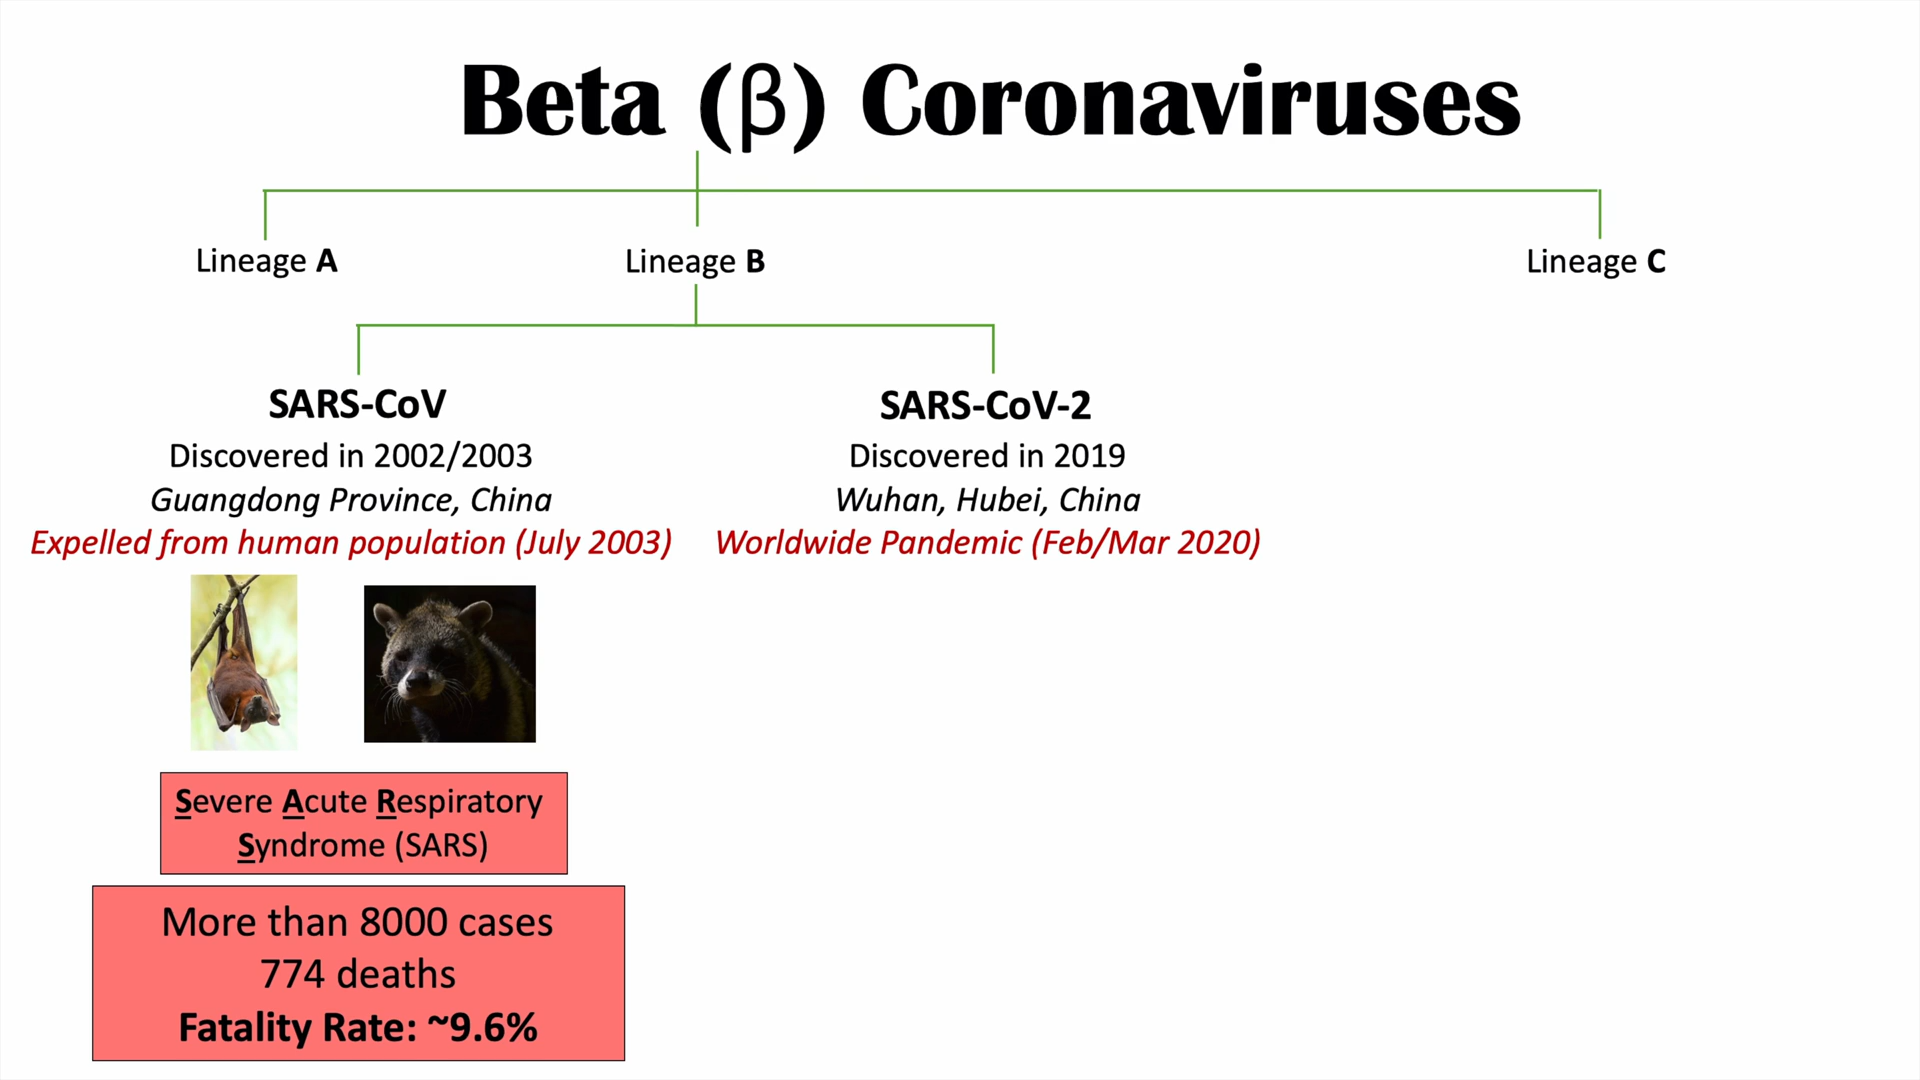 Beta (β) Coronaviruses
Lineage A
Lineage B
Lineage C
SARS-CoV
Discovered in 2002/2003
Guangdong Province, China
Expelled from human population (July 2003)
SARS-CoV-2
Discovered in 2019
Wuhan, Hubei, China
Worldwide Pandemic (Feb/Mar 2020)
Severe Acute Respiratory
Syndrome (SARS)
More than 8000 cases
774 deaths
Fatality Rate: ~9.6%